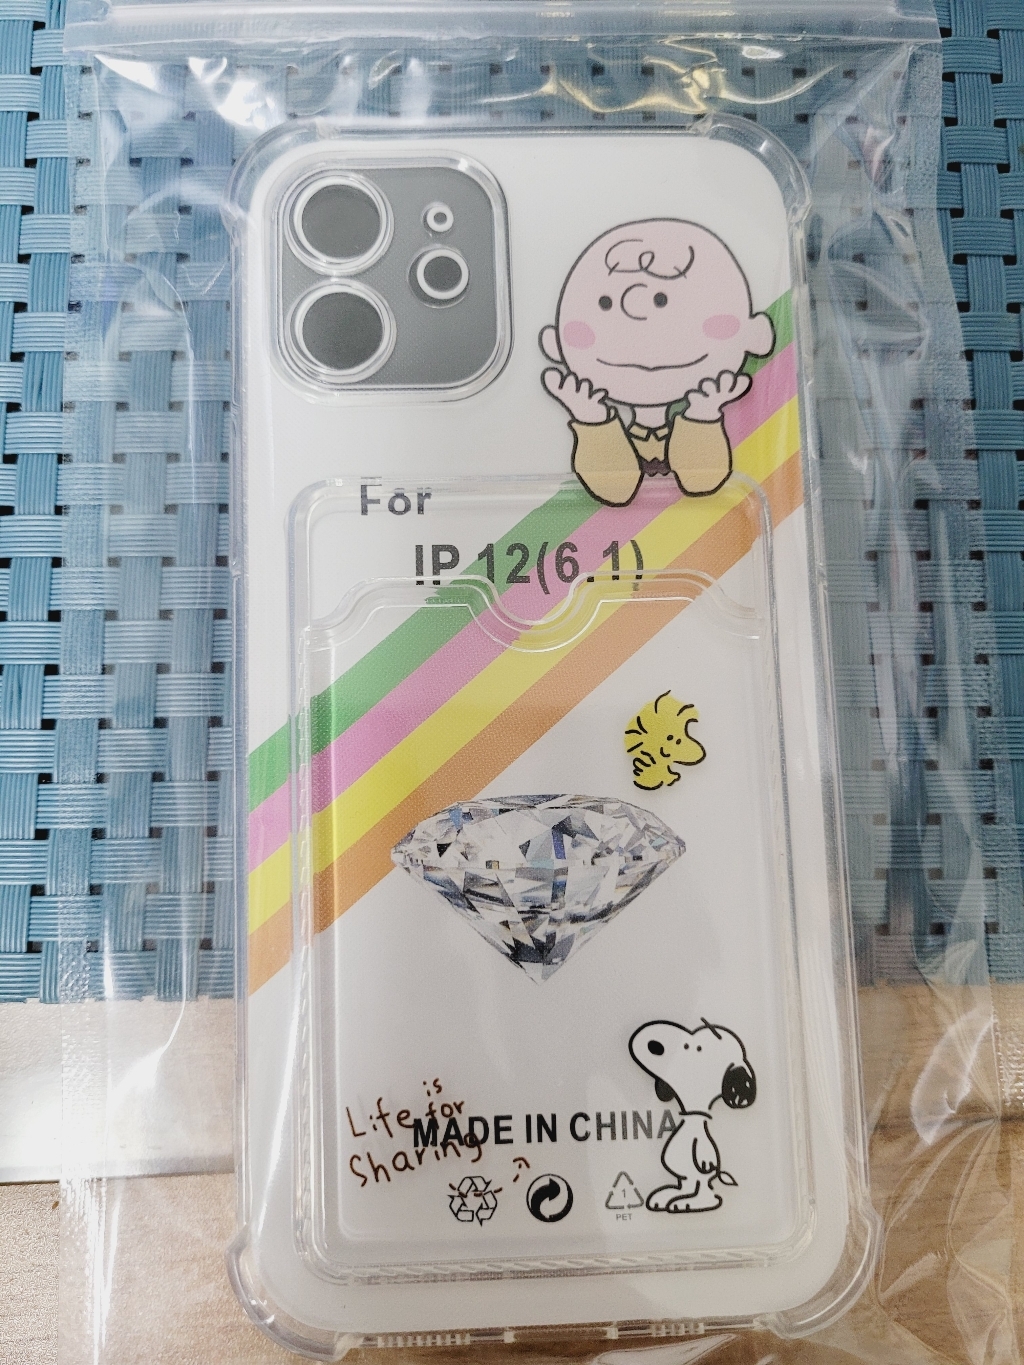 For
IP 12(6.1)
is
Life for
Sharing
MADE IN CHINA
1
PET